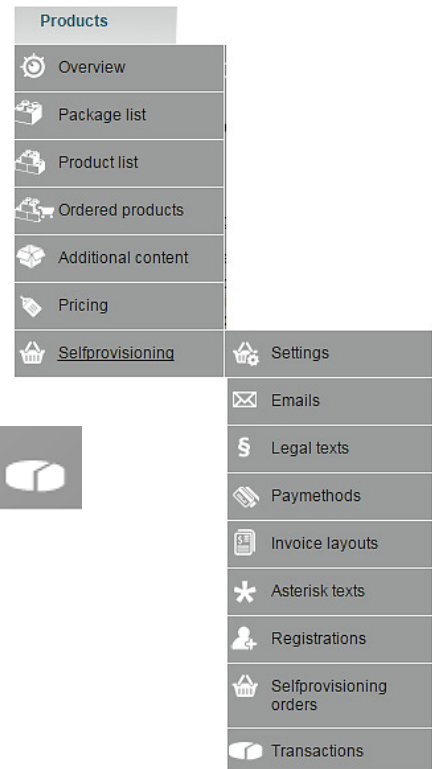 Products
Overview
Package list
Product list
Ordered products
Additional content
Pricing
Selfprovisioning
Settings
Emails
§
Legal texts
Paymethods
Invoice layouts
Asterisk texts
Registrations
Selfprovisioning
orders
Transactions